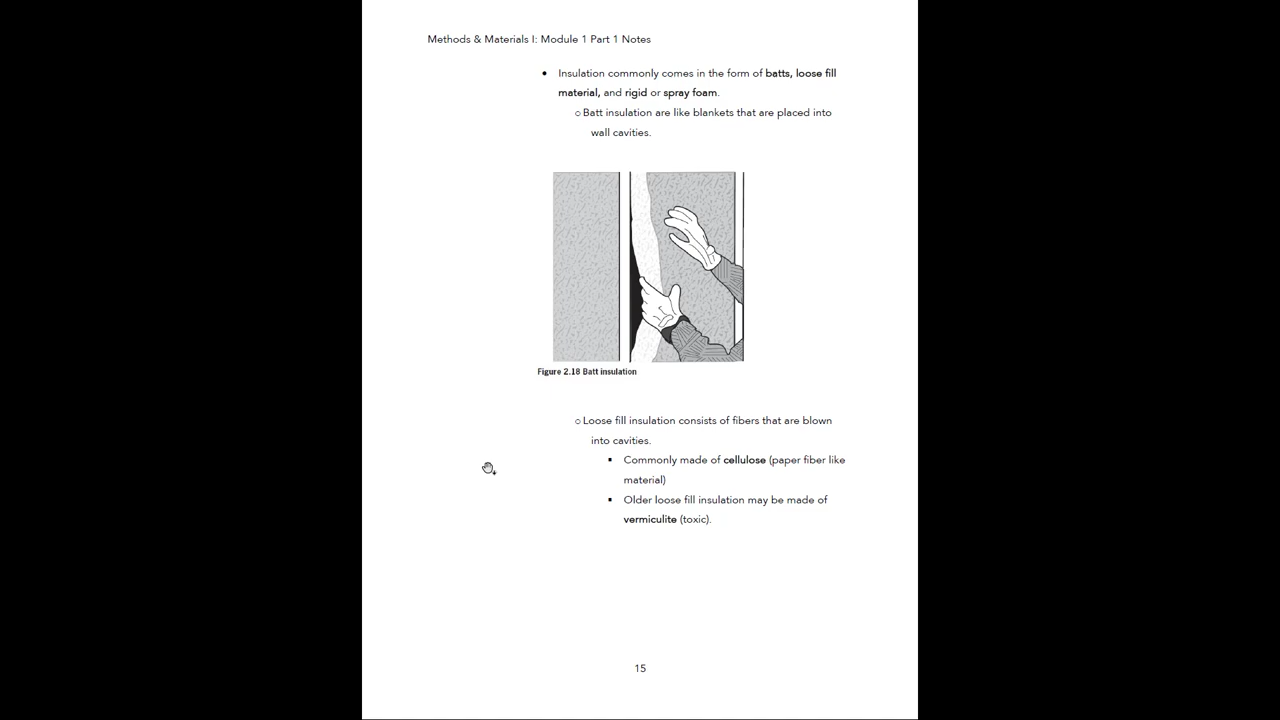 Methods & Materials I: Module 1 Part 1 Notes
• Insulation commonly comes in the form of batts, loose fill
material, and rigid or spray foam.
○ Batt insulation are like blankets that are placed into
wall cavities.
Figure 2.18 Batt insulation
○ Loose fill insulation consists of fibers that are blown
into cavities.
▪ Commonly made of cellulose (paper fiber like
material)
▪ Older loose fill insulation may be made of
vermiculite (toxic).
15